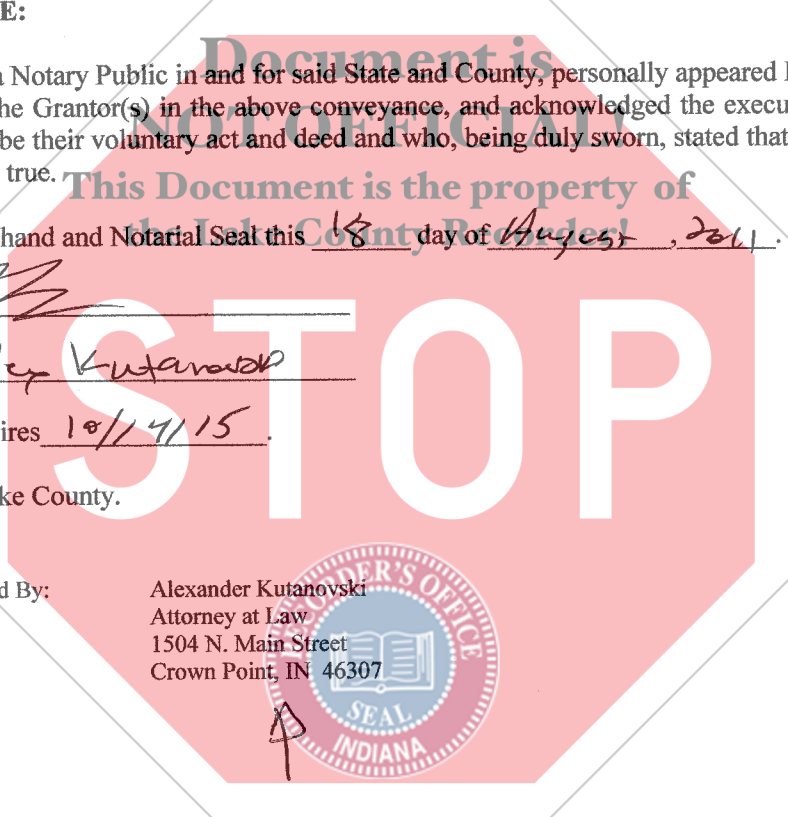 E:
Document is
a Notary Public in and for said State and County, personally appeared
the Grantor(s) in the above conveyance, and acknowledged the execu
NOT OFFICIAL!
be their voluntary act and deed and who, being duly sworn, stated that
true.
This Document is the property of
the Lake County Recorder!
hand and Notarial Seal this 18 day of August, 2011.
STOP
Kutanovski
ires 10/14/15.
ke County.
d By:
Alexander Kutanovski
Attorney at Law
1504 N. Main Street
Crown Point, IN 46307
RECORDER'S OFFICE
SEAL
INDIANA